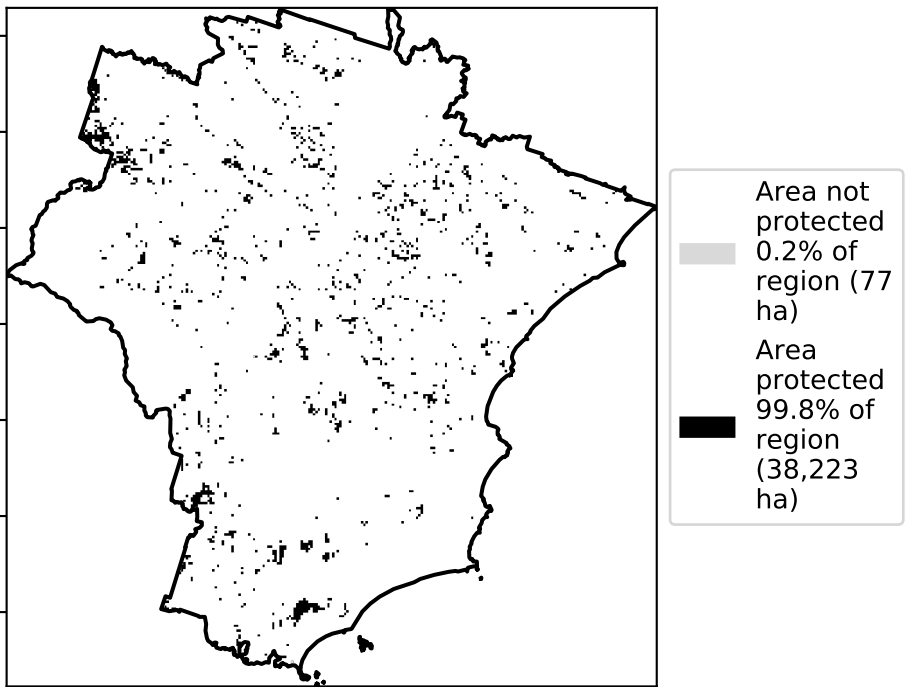 Area not
protected
0.2% of
region (77
ha)
Area
protected
99.8% of
region
(38,223
ha)